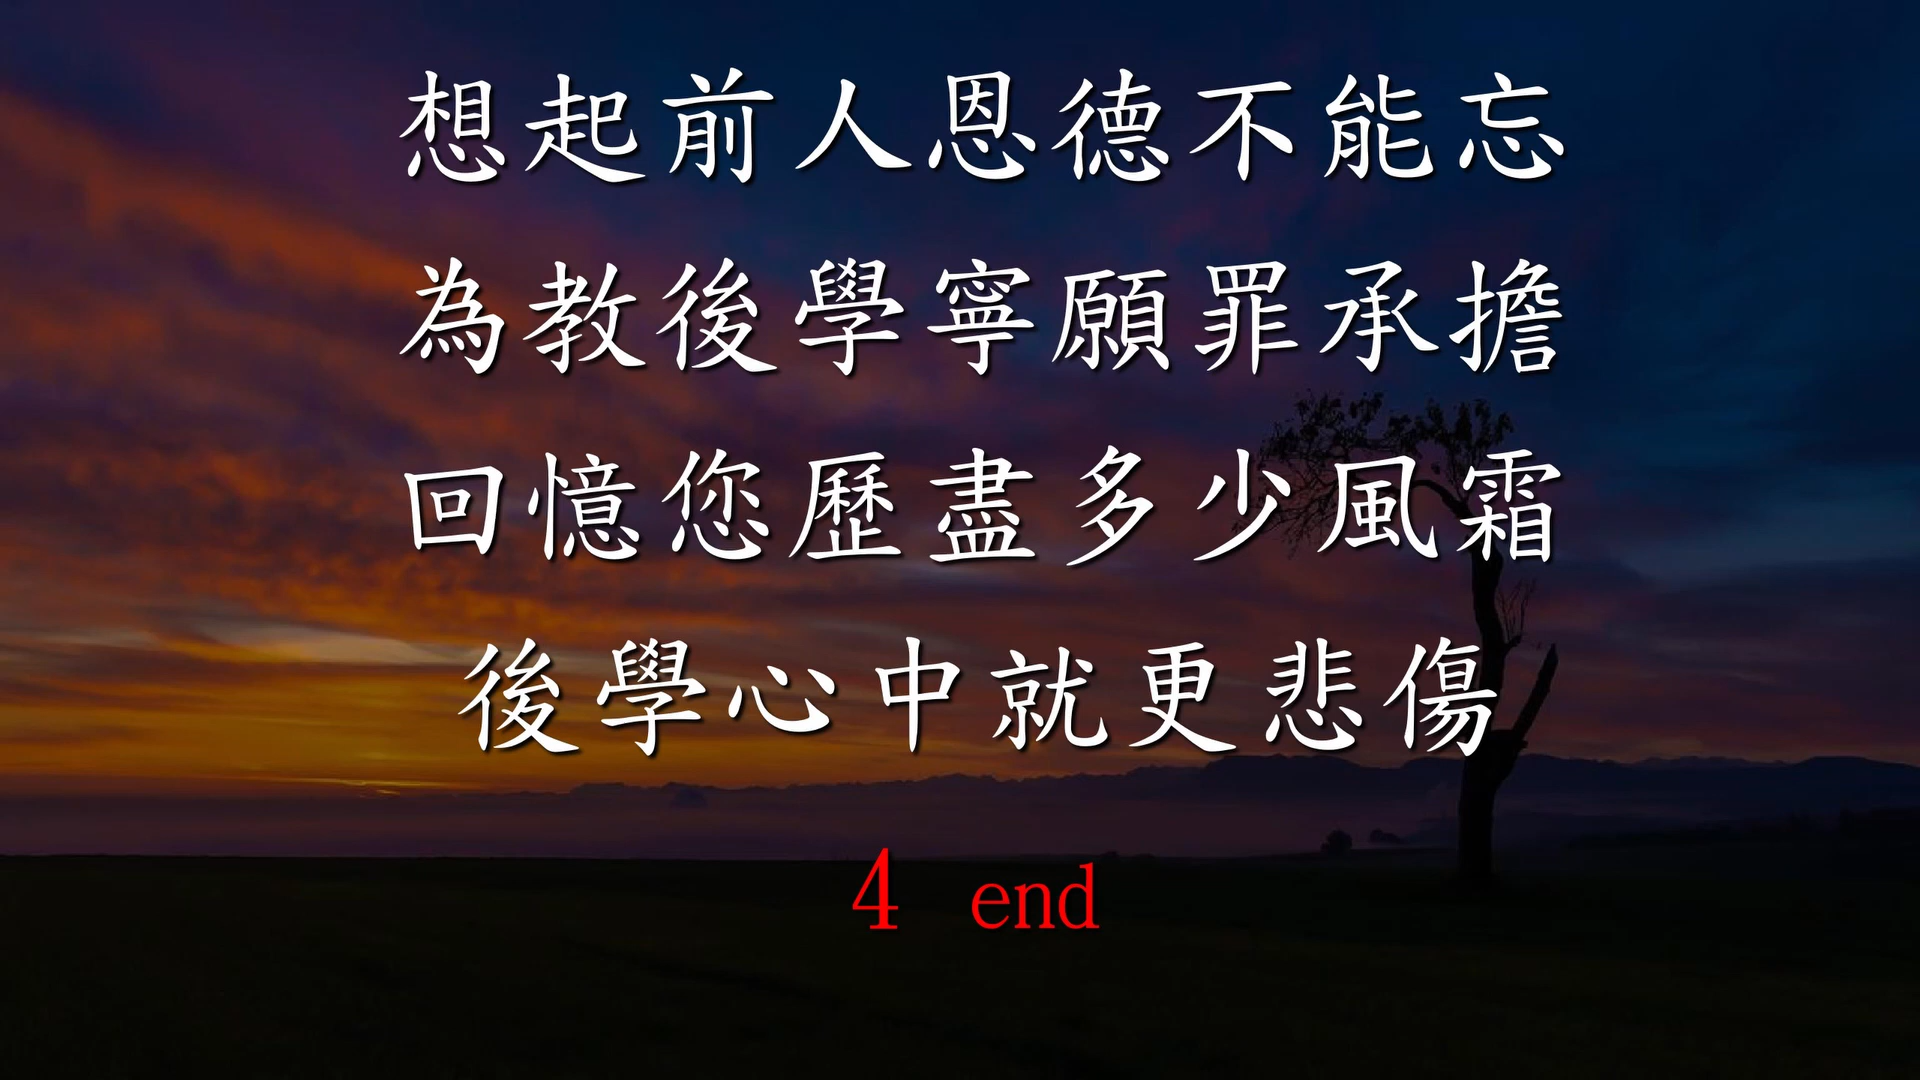 想起前人恩德不能忘
為教後學寧願罪承擔
回憶您歷盡多少風霜
後學心中就更悲傷
4 end